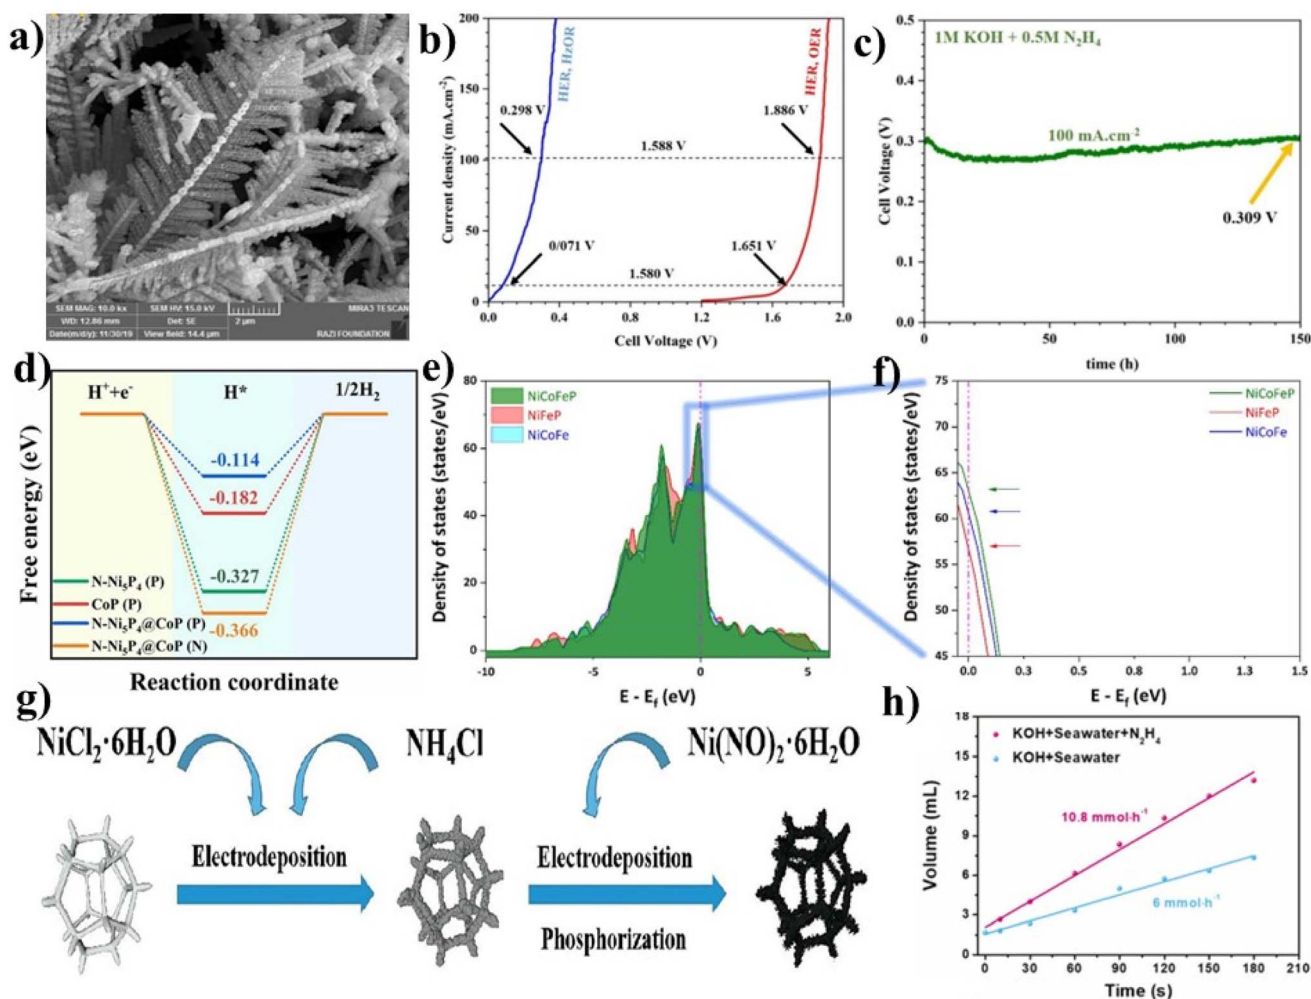 a)
SEM MAG: 10.0 kx
SEM HV: 15.0 kV
MIRA3 TESCAN
WD: 12.86 mm
Det: SE
2 µm
View field: 14.4 µm
Date(m/d/y): 11/30/19
RAZI FOUNDATION
b)
Current density (mA.cm⁻²)
200
150
100
50
0
HER, HzOR
HER, OER
0.298 V
1.886 V
1.588 V
0/071 V
1.651 V
1.580 V
0.0 0.4 0.8 1.2 1.6 2.0
Cell Voltage (V)
c)
1M KOH + 0.5M N₂H₄
Cell Voltage (V)
0.5
0.4
0.3
0.2
0.1
0.0
100 mA.cm⁻²
0.309 V
0 50 100 150
time (h)
d)
Free energy (eV)
H⁺+e⁻
H*
1/2H₂
-0.114
-0.182
-0.327
-0.366
N-Ni₅P₄ (P)
CoP (P)
N-Ni₅P₄@CoP (P)
N-Ni₅P₄@CoP (N)
Reaction coordinate
e)
Density of states (states/eV)
80
60
40
20
0
NiCoFeP
NiFeP
NiCoFe
-10 -5 0 5
E - E_f (eV)
f)
Density of states (states/eV)
75
70
65
60
55
50
45
NiCoFeP
NiFeP
NiCoFe
0.0 0.3 0.6 0.9 1.2 1.5
E - E_f (eV)
g)
NiCl₂·6H₂O
NH₄Cl
Ni(NO)₂·6H₂O
Electrodeposition
Electrodeposition
Phosphorization
h)
Volume (mL)
18
15
12
9
6
3
0
KOH+Seawater+N₂H₄
KOH+Seawater
10.8 mmol·h⁻¹
6 mmol·h⁻¹
0 30 60 90 120 150 180 210
Time (s)